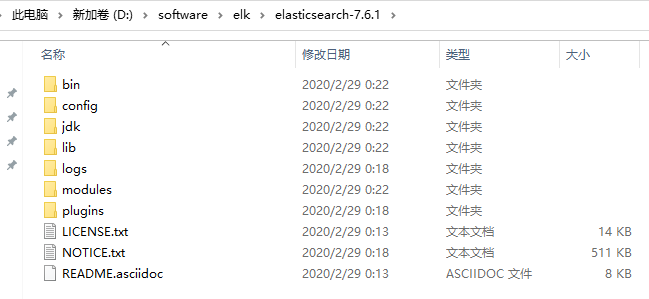 此电脑 › 新加卷 (D:) › software › elk › elasticsearch-7.6.1 ›
名称 修改日期 类型 大小
bin 2020/2/29 0:22 文件夹
config 2020/2/29 0:22 文件夹
jdk 2020/2/29 0:22 文件夹
lib 2020/2/29 0:22 文件夹
logs 2020/2/29 0:18 文件夹
modules 2020/2/29 0:22 文件夹
plugins 2020/2/29 0:18 文件夹
LICENSE.txt 2020/2/29 0:13 文本文档 14 KB
NOTICE.txt 2020/2/29 0:18 文本文档 511 KB
README.asciidoc 2020/2/29 0:13 ASCIIDOC 文件 8 KB